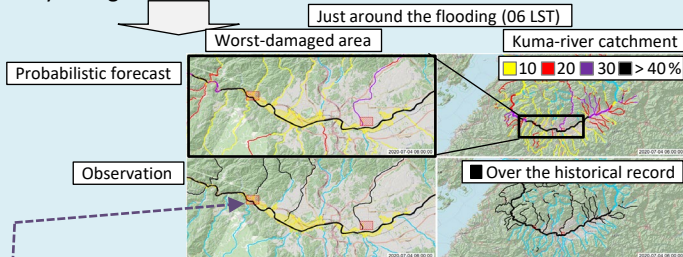 Just around the flooding (06 LST)
Worst-damaged area
Kuma-river catchment
Probabilistic forecast
10 20 30 > 40 %
2020-07-04 06:00:00
2020-07-04 06:00:00
Observation
Over the historical record
2020-07-04 06:00:00
2020-07-04 06:00:00